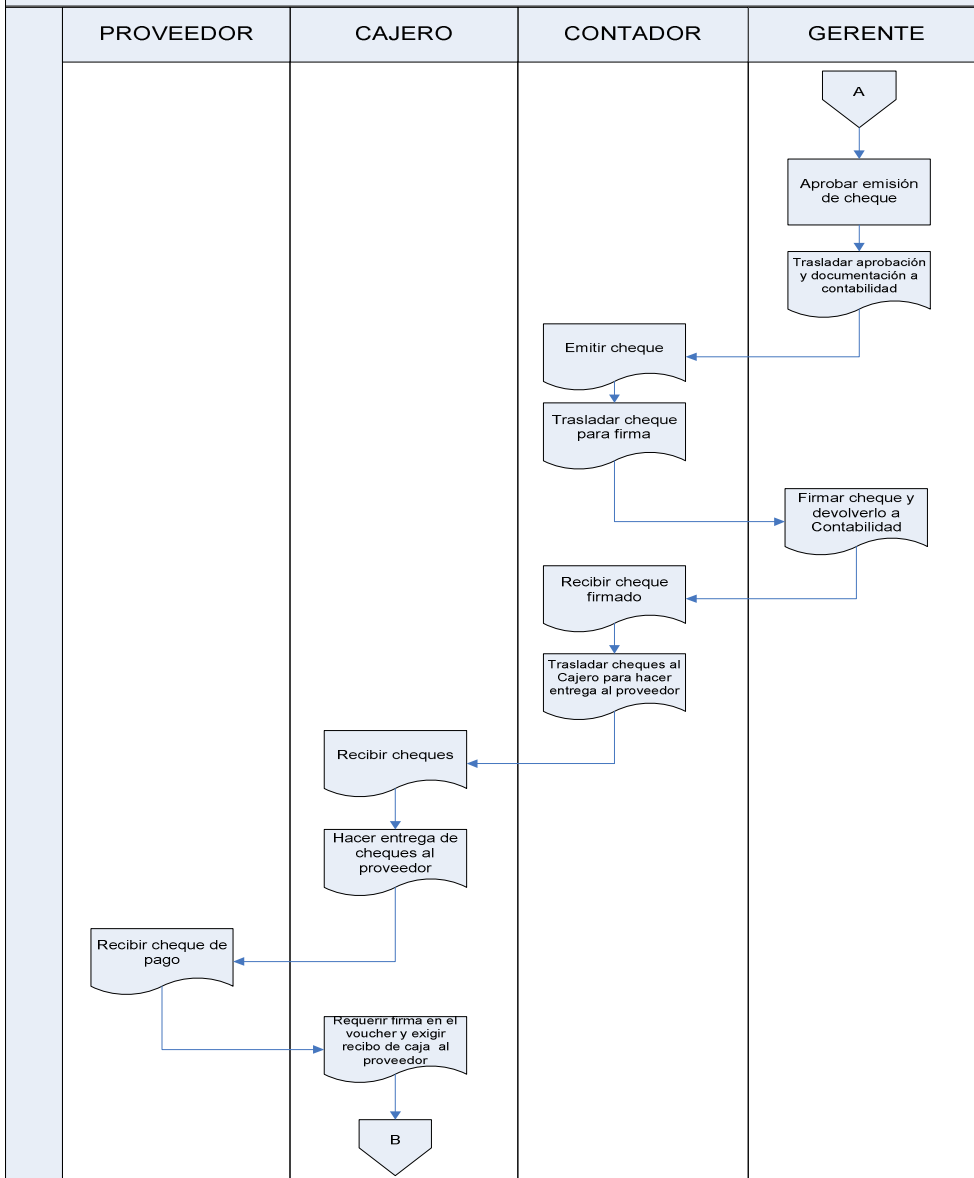 PROVEEDOR
CAJERO
CONTADOR
GERENTE
A
Aprobar emisión
de cheque
Trasladar aprobación
y documentación a
contabilidad
Emitir cheque
Trasladar cheque
para firma
Firmar cheque y
devolverlo a
Contabilidad
Recibir cheque
firmado
Trasladar cheques al
Cajero para hacer
entrega al proveedor
Recibir cheques
Hacer entrega de
cheques al
proveedor
Recibir cheque de
pago
Requerir firma en el
voucher y exigir
recibo de caja al
proveedor
B